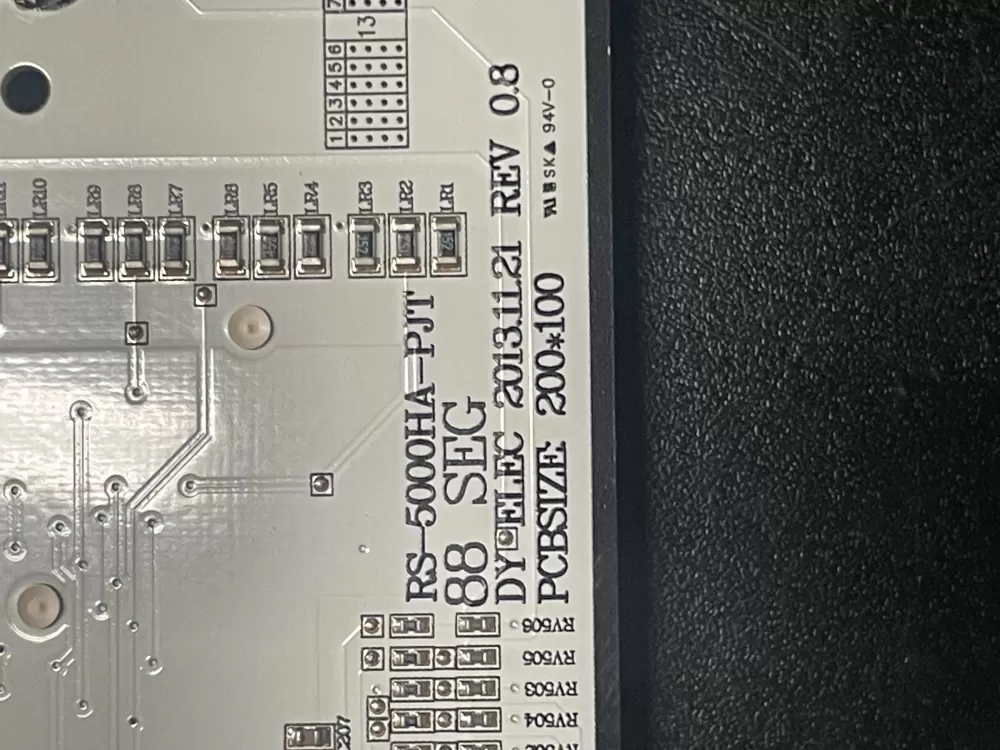 RS-5000HA-PJT
88 SEG
DY ELEC 2013.11.21 REV 0.8
PCBSIZE: 200*100
SK 94V-0
1 2 3 4 5 6 7
13
LR10
LR9
LR8
LR7
LR6
LR5
LR4
LR3
LR2
LR1
RV506
RV505
RV503
RV504